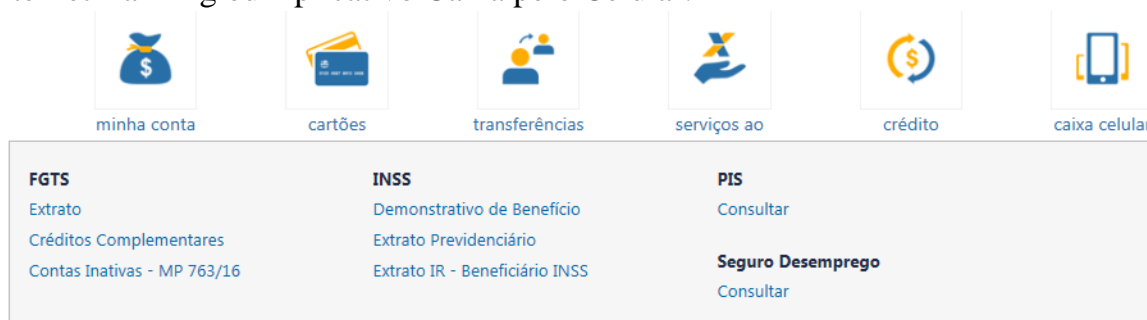 minha conta
cartões
transferências
serviços ao
crédito
caixa celular
FGTS
Extrato
Créditos Complementares
Contas Inativas - MP 763/16
INSS
Demonstrativo de Benefício
Extrato Previdenciário
Extrato IR - Beneficiário INSS
PIS
Consultar
Seguro Desemprego
Consultar